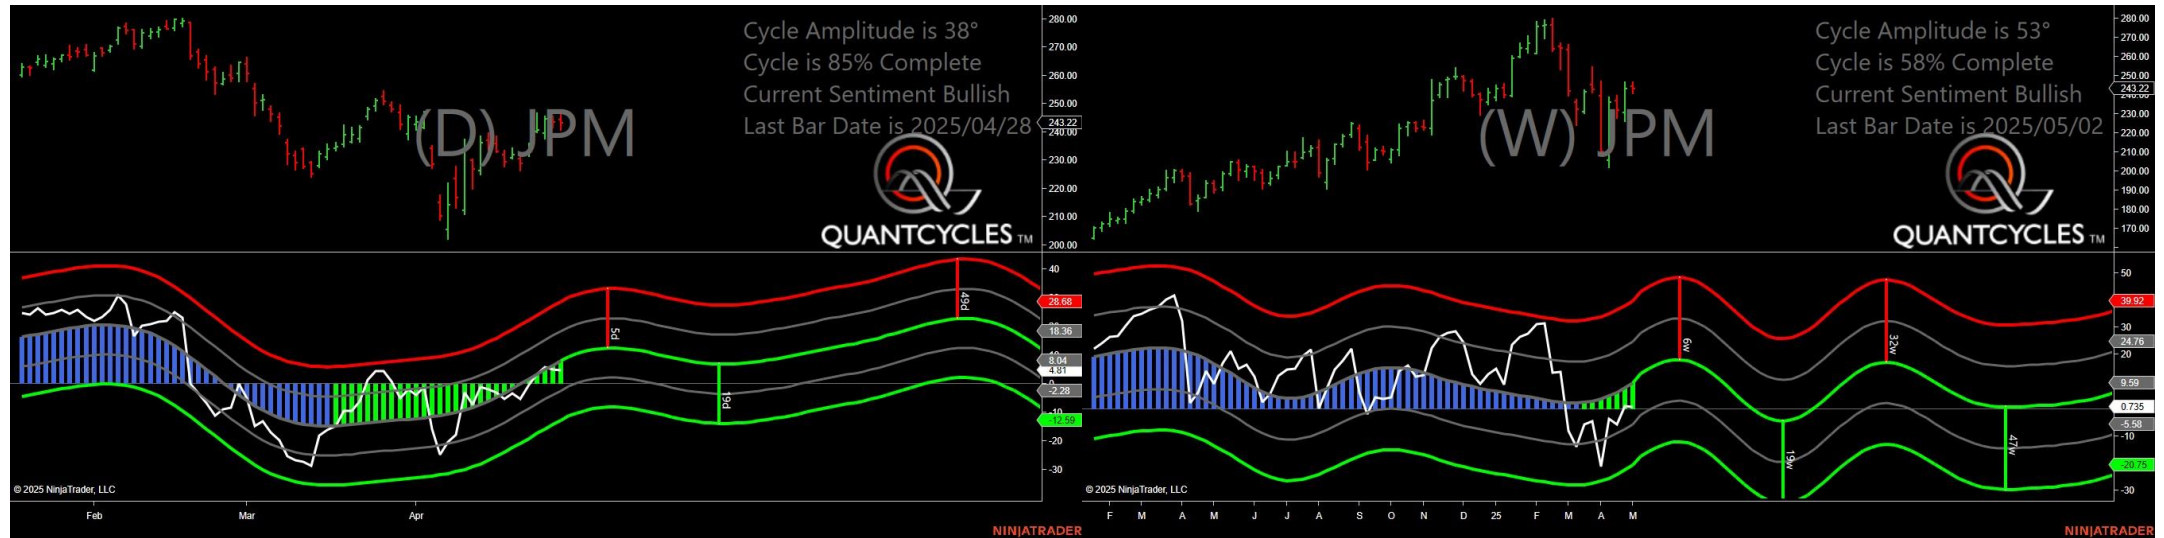 Cycle Amplitude is 38°
Cycle is 85% Complete
Current Sentiment Bullish
Last Bar Date is 2025/04/28
(D) JPM
QUANTCYCLES TM
280.00
270.00
260.00
250.00
243.22
240.00
230.00
220.00
210.00
200.00
40
28.68
18.36
8.04
4.81
0
-2.28
-10
-12.59
-20
-30
5d
19d
49d
© 2025 NinjaTrader, LLC
Feb Mar Apr
NINJATRADER
Cycle Amplitude is 53°
Cycle is 58% Complete
Current Sentiment Bullish
Last Bar Date is 2025/05/02
(W) JPM
QUANTCYCLES TM
280.00
270.00
260.00
250.00
243.22
230.00
220.00
210.00
200.00
190.00
180.00
170.00
50
39.92
30
24.76
20
9.59
0.735
-5.58
-10
-20.75
-30
6w
19w
32w
47w
© 2025 NinjaTrader, LLC
F M A M J J A S O N D 25 F M A M
NINJATRADER